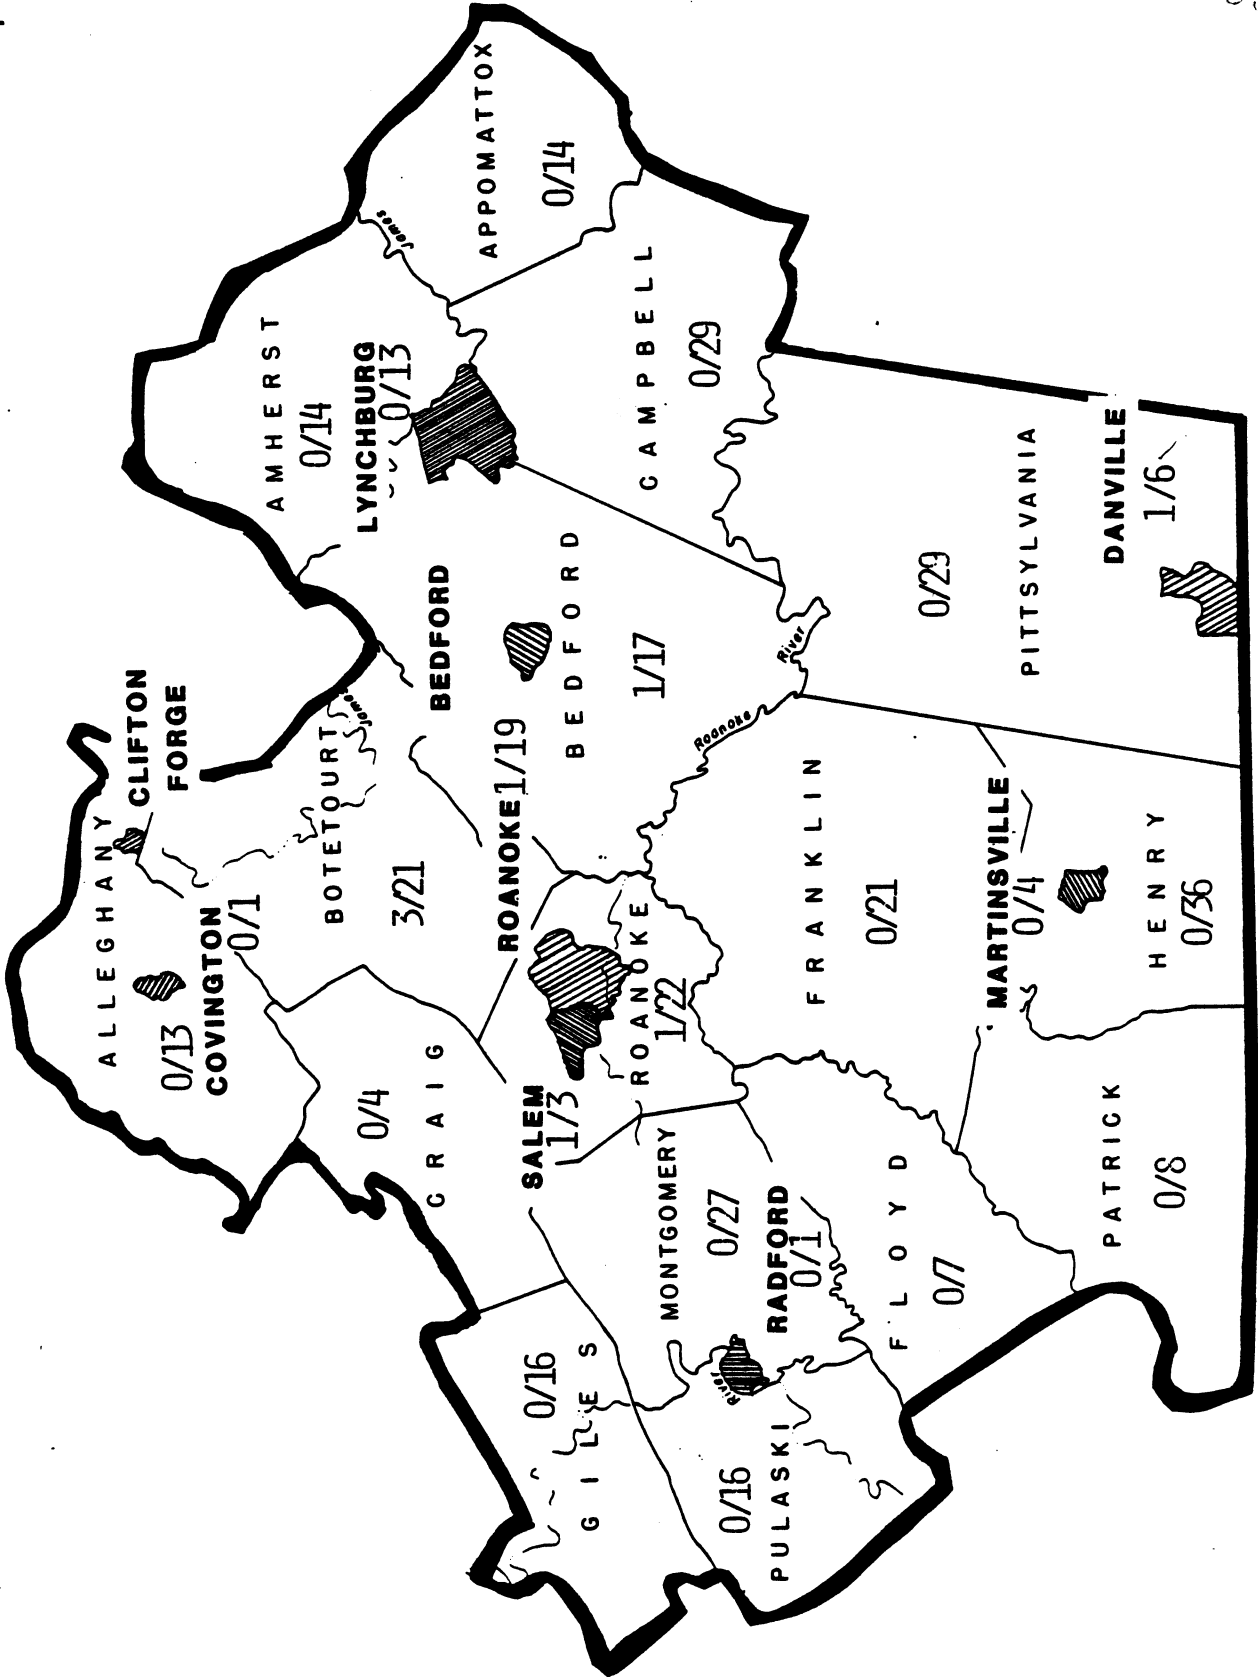 ALLEGHANY
CLIFTON
FORGE
0/13
COVINGTON
0/1
AMHERST
0/14
BOTETOURT
James
LYNCHBURG
0/13
James
0/4
CRAIG
3/21
BEDFORD
APPOMATTOX
0/14
ROANOKE 1/19
SALEM
1/3
0/16
GILES
BEDFORD
1/17
ROANOKE
1/22
CAMPBELL
0/29
MONTGOMERY
0/27
River
Roanoke
River
0/16
PULASKI
RADFORD
0/1
FRANKLIN
0/21
FLOYD
0/7
0/29
PITTSYLVANIA
MARTINSVILLE
0/4
DANVILLE
1/6
PATRICK
0/8
HENRY
0/36